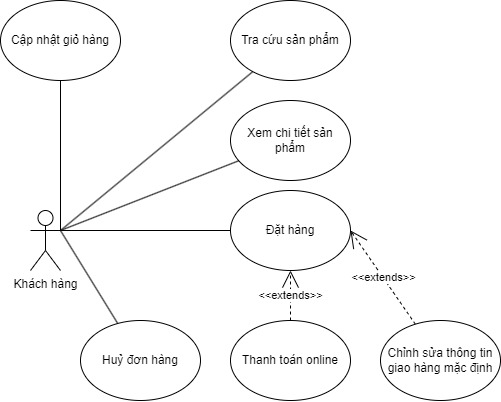 Cập nhật giỏ hàng
Tra cứu sản phẩm
Xem chi tiết sản
phẩm
Đặt hàng
Khách hàng
<<extends>>
<<extends>>
Huỷ đơn hàng
Thanh toán online
Chỉnh sửa thông tin
giao hàng mặc định